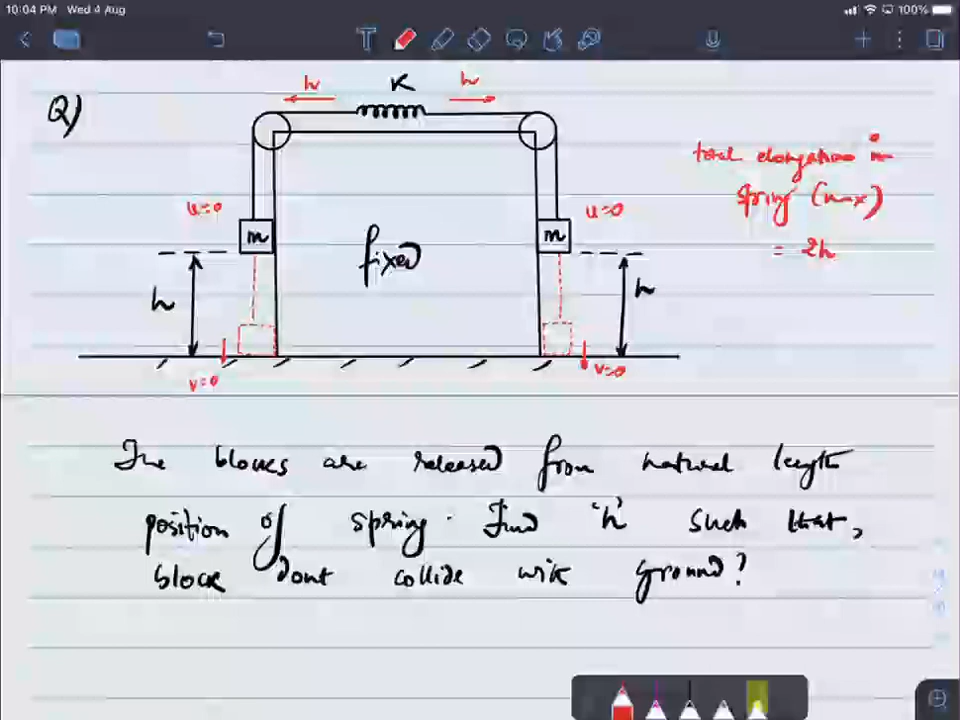 10:04 PM Wed 4 Aug
100%
T
Q)
h K h
total elongation in
spring (max)
= 2h
u=0 u=0
m m
fixed
h h
v=0 v=0
The blocks are released from natural length
position of spring. Find 'h' such that,
block dont collide with ground?